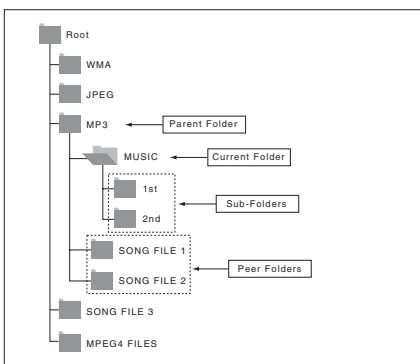 Root
WMA
JPEG
MP3
Parent Folder
MUSIC
Current Folder
1st
2nd
Sub-Folders
SONG FILE 1
SONG FILE 2
Peer Folders
SONG FILE 3
MPEG4 FILES